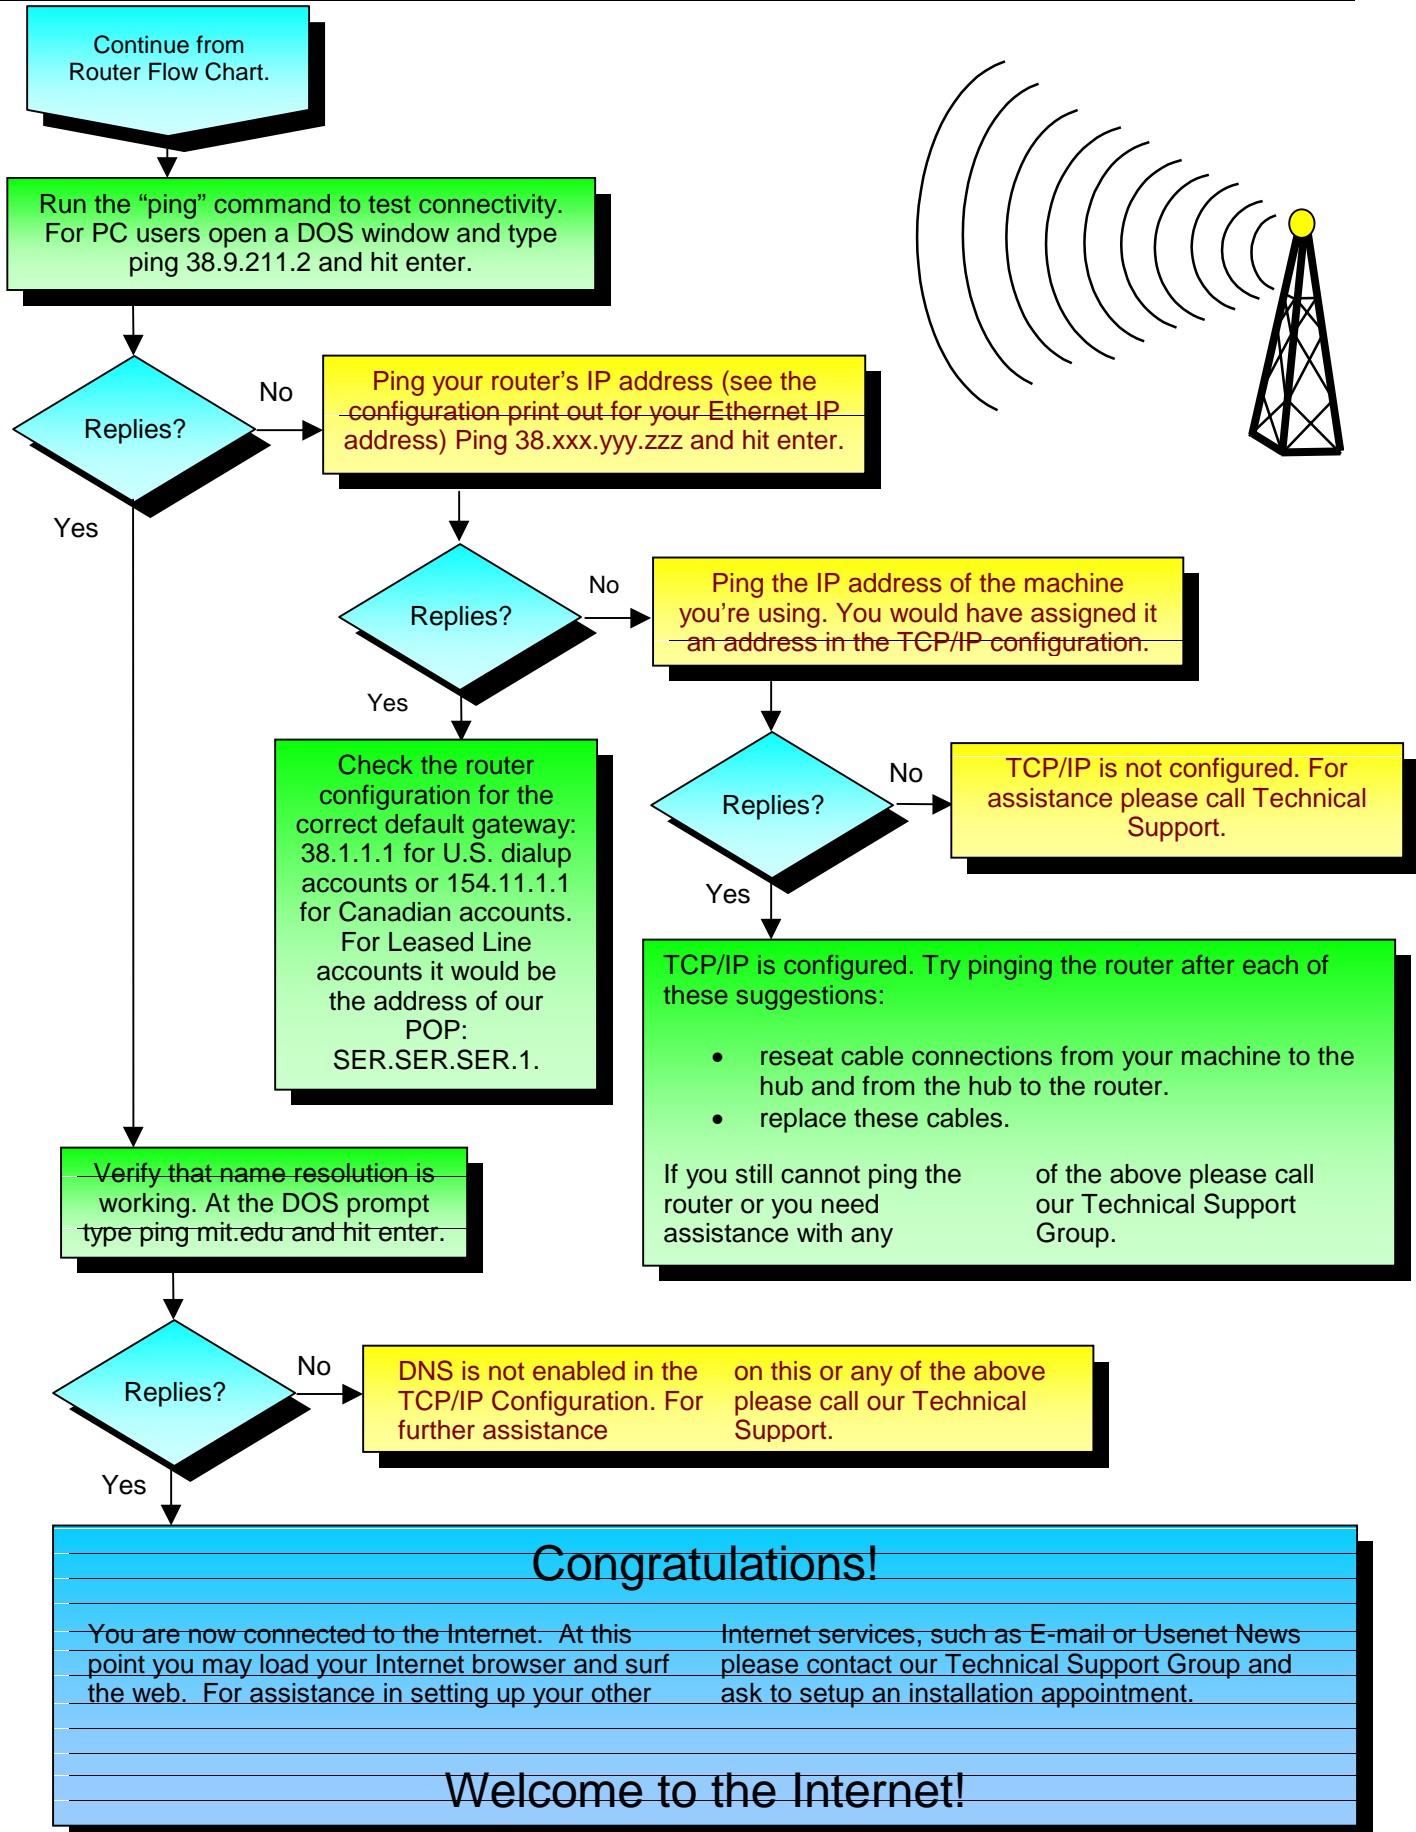 Continue from
Router Flow Chart.
Run the “ping” command to test connectivity.
For PC users open a DOS window and type
ping 38.9.211.2 and hit enter.
Replies?
No
Ping your router’s IP address (see the
configuration print out for your Ethernet IP
address) Ping 38.xxx.yyy.zzz and hit enter.
Yes
Replies?
No
Ping the IP address of the machine
you’re using. You would have assigned it
an address in the TCP/IP configuration.
Yes
Check the router
configuration for the
correct default gateway:
38.1.1.1 for U.S. dialup
accounts or 154.11.1.1
for Canadian accounts.
For Leased Line
accounts it would be
the address of our
POP:
SER.SER.SER.1.
Replies?
No
TCP/IP is not configured. For
assistance please call Technical
Support.
Yes
TCP/IP is configured. Try pinging the router after each of
these suggestions:
• reseat cable connections from your machine to the
hub and from the hub to the router.
• replace these cables.
If you still cannot ping the
router or you need
assistance with any
of the above please call
our Technical Support
Group.
Verify that name resolution is
working. At the DOS prompt
type ping mit.edu and hit enter.
Replies?
No
DNS is not enabled in the
TCP/IP Configuration. For
further assistance
on this or any of the above
please call our Technical
Support.
Yes
Congratulations!
You are now connected to the Internet.  At this
point you may load your Internet browser and surf
the web.  For assistance in setting up your other
Internet services, such as E-mail or Usenet News
please contact our Technical Support Group and
ask to setup an installation appointment.
Welcome to the Internet!